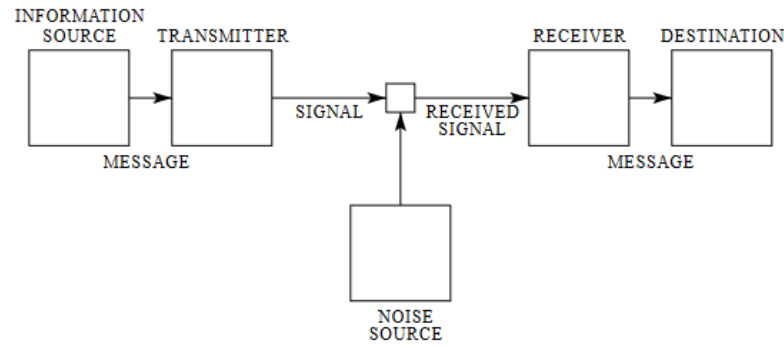 INFORMATION
SOURCE
TRANSMITTER
RECEIVER
DESTINATION
SIGNAL
RECEIVED
SIGNAL
MESSAGE
MESSAGE
NOISE
SOURCE